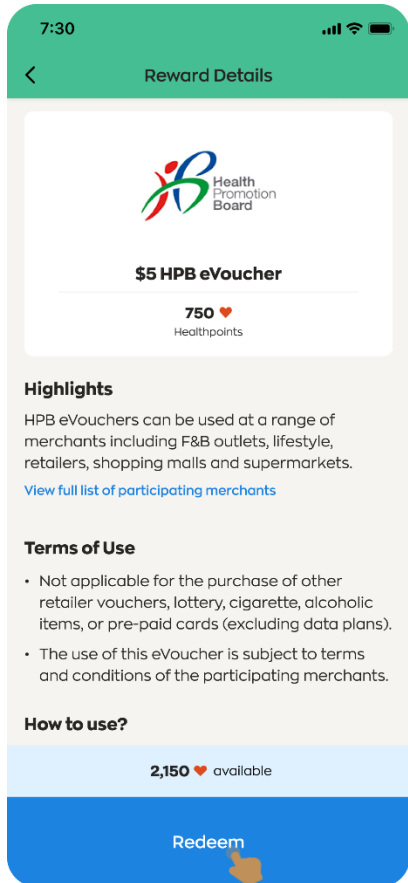 7:30
Reward Details
Health
Promotion
Board
$5 HPB eVoucher
750
Healthpoints
Highlights
HPB eVouchers can be used at a range of
merchants including F&B outlets, lifestyle,
retailers, shopping malls and supermarkets.
View full list of participating merchants
Terms of Use
• Not applicable for the purchase of other
retailer vouchers, lottery, cigarette, alcoholic
items, or pre-paid cards (excluding data plans).
• The use of this eVoucher is subject to terms
and conditions of the participating merchants.
How to use?
2,150 available
Redeem